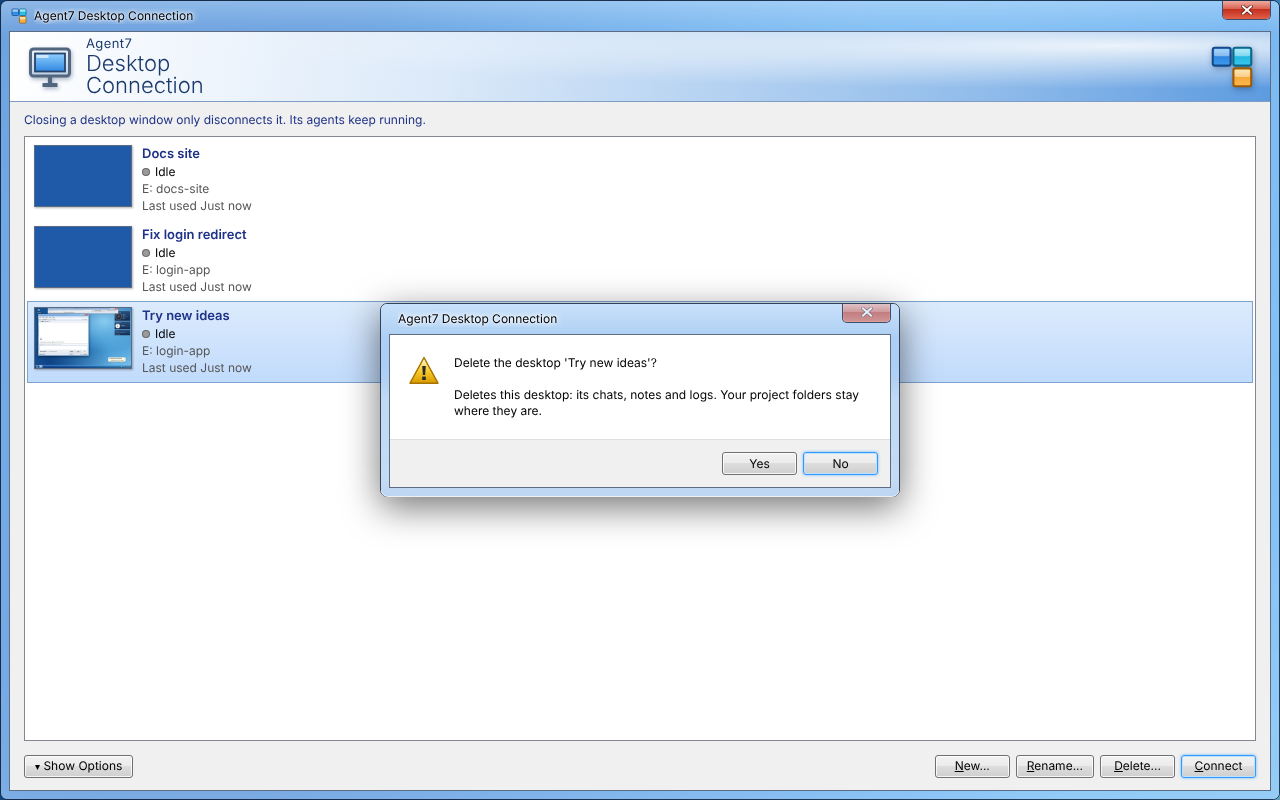 Agent7 Desktop Connection
Agent7
Desktop
Connection
Closing a desktop window only disconnects it. Its agents keep running.
Docs site
Idle
E: docs-site
Last used Just now
Fix login redirect
Idle
E: login-app
Last used Just now
Try new ideas
Idle
E: login-app
Last used Just now
Agent7 Desktop Connection
Delete the desktop 'Try new ideas'?
Deletes this desktop: its chats, notes and logs. Your project folders stay
where they are.
Yes
No
Show Options
New...
Rename...
Delete...
Connect